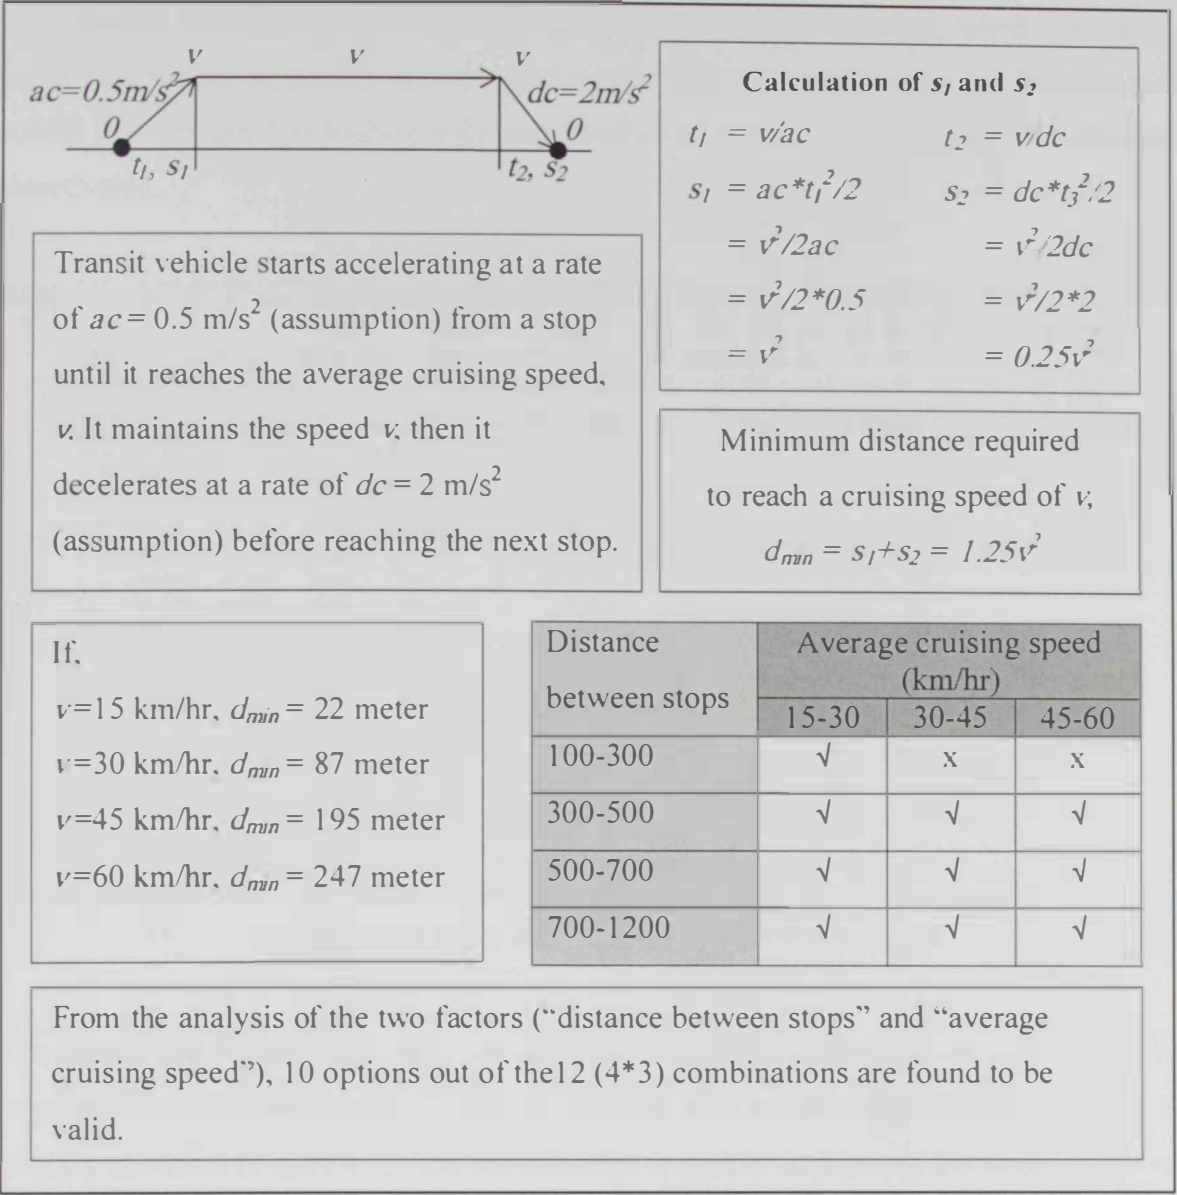 v v v
ac=0.5m/s² dc=2m/s²
0 0
t₁, s₁ t₂, s₂
Transit vehicle starts accelerating at a rate
of ac = 0.5 m/s² (assumption) from a stop
until it reaches the average cruising speed,
v. It maintains the speed v, then it
decelerates at a rate of dc = 2 m/s²
(assumption) before reaching the next stop.
Calculation of s₁ and s₂
t₁ = v/ac t₂ = v/dc
s₁ = ac*t₁²/2 s₂ = dc*t₃²/2
= v²/2ac = v²/2dc
= v²/2*0.5 = v²/2*2
= v² = 0.25v²
Minimum distance required
to reach a cruising speed of v,
dmin = s₁+s₂ = 1.25v²
If,
v=15 km/hr, dmin = 22 meter
v=30 km/hr, dmin = 87 meter
v=45 km/hr, dmin = 195 meter
v=60 km/hr, dmin = 247 meter
Distance between stops Average cruising speed (km/hr)
15-30 30-45 45-60
100-300 √ x x
300-500 √ √ √
500-700 √ √ √
700-1200 √ √ √
From the analysis of the two factors (“distance between stops” and “average
cruising speed”), 10 options out of the12 (4*3) combinations are found to be
valid.